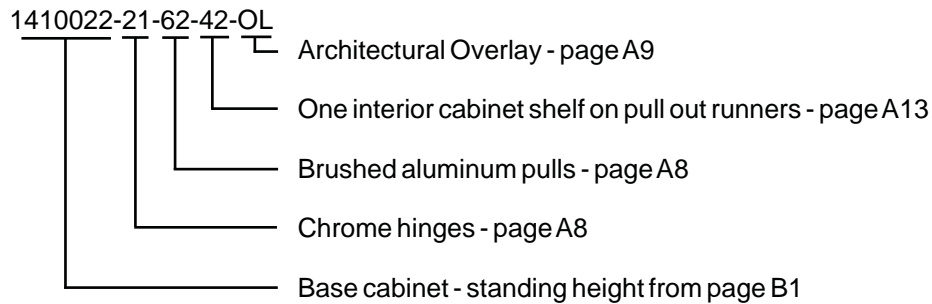 1410022-21-62-42-OL
Architectural Overlay - page A9
One interior cabinet shelf on pull out runners - page A13
Brushed aluminum pulls - page A8
Chrome hinges - page A8
Base cabinet - standing height from page B1